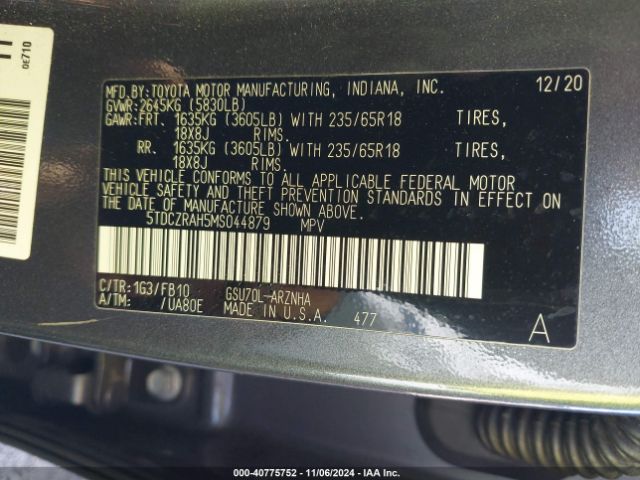 0E710
MFD.BY:TOYOTA MOTOR MANUFACTURING, INDIANA, INC. 12/20
GVWR:2645KG (5830LB)
GAWR:FRT. 1635KG (3605LB) WITH 235/65R18 TIRES,
18X8J RIMS.
RR. 1635KG (3605LB) WITH 235/65R18 TIRES,
18X8J RIMS.
THIS VEHICLE CONFORMS TO ALL APPLICABLE FEDERAL MOTOR
VEHICLE SAFETY AND THEFT PREVENTION STANDARDS IN EFFECT ON
THE DATE OF MANUFACTURE SHOWN ABOVE.
5TDCZRAH5MS044879 MPV
C/TR:1G3/FB10 GSU70L-ARZNHA
A/TM: /UA80E MADE IN U.S.A. 477 A
000-40775752 - 11/06/2024 - IAA Inc.